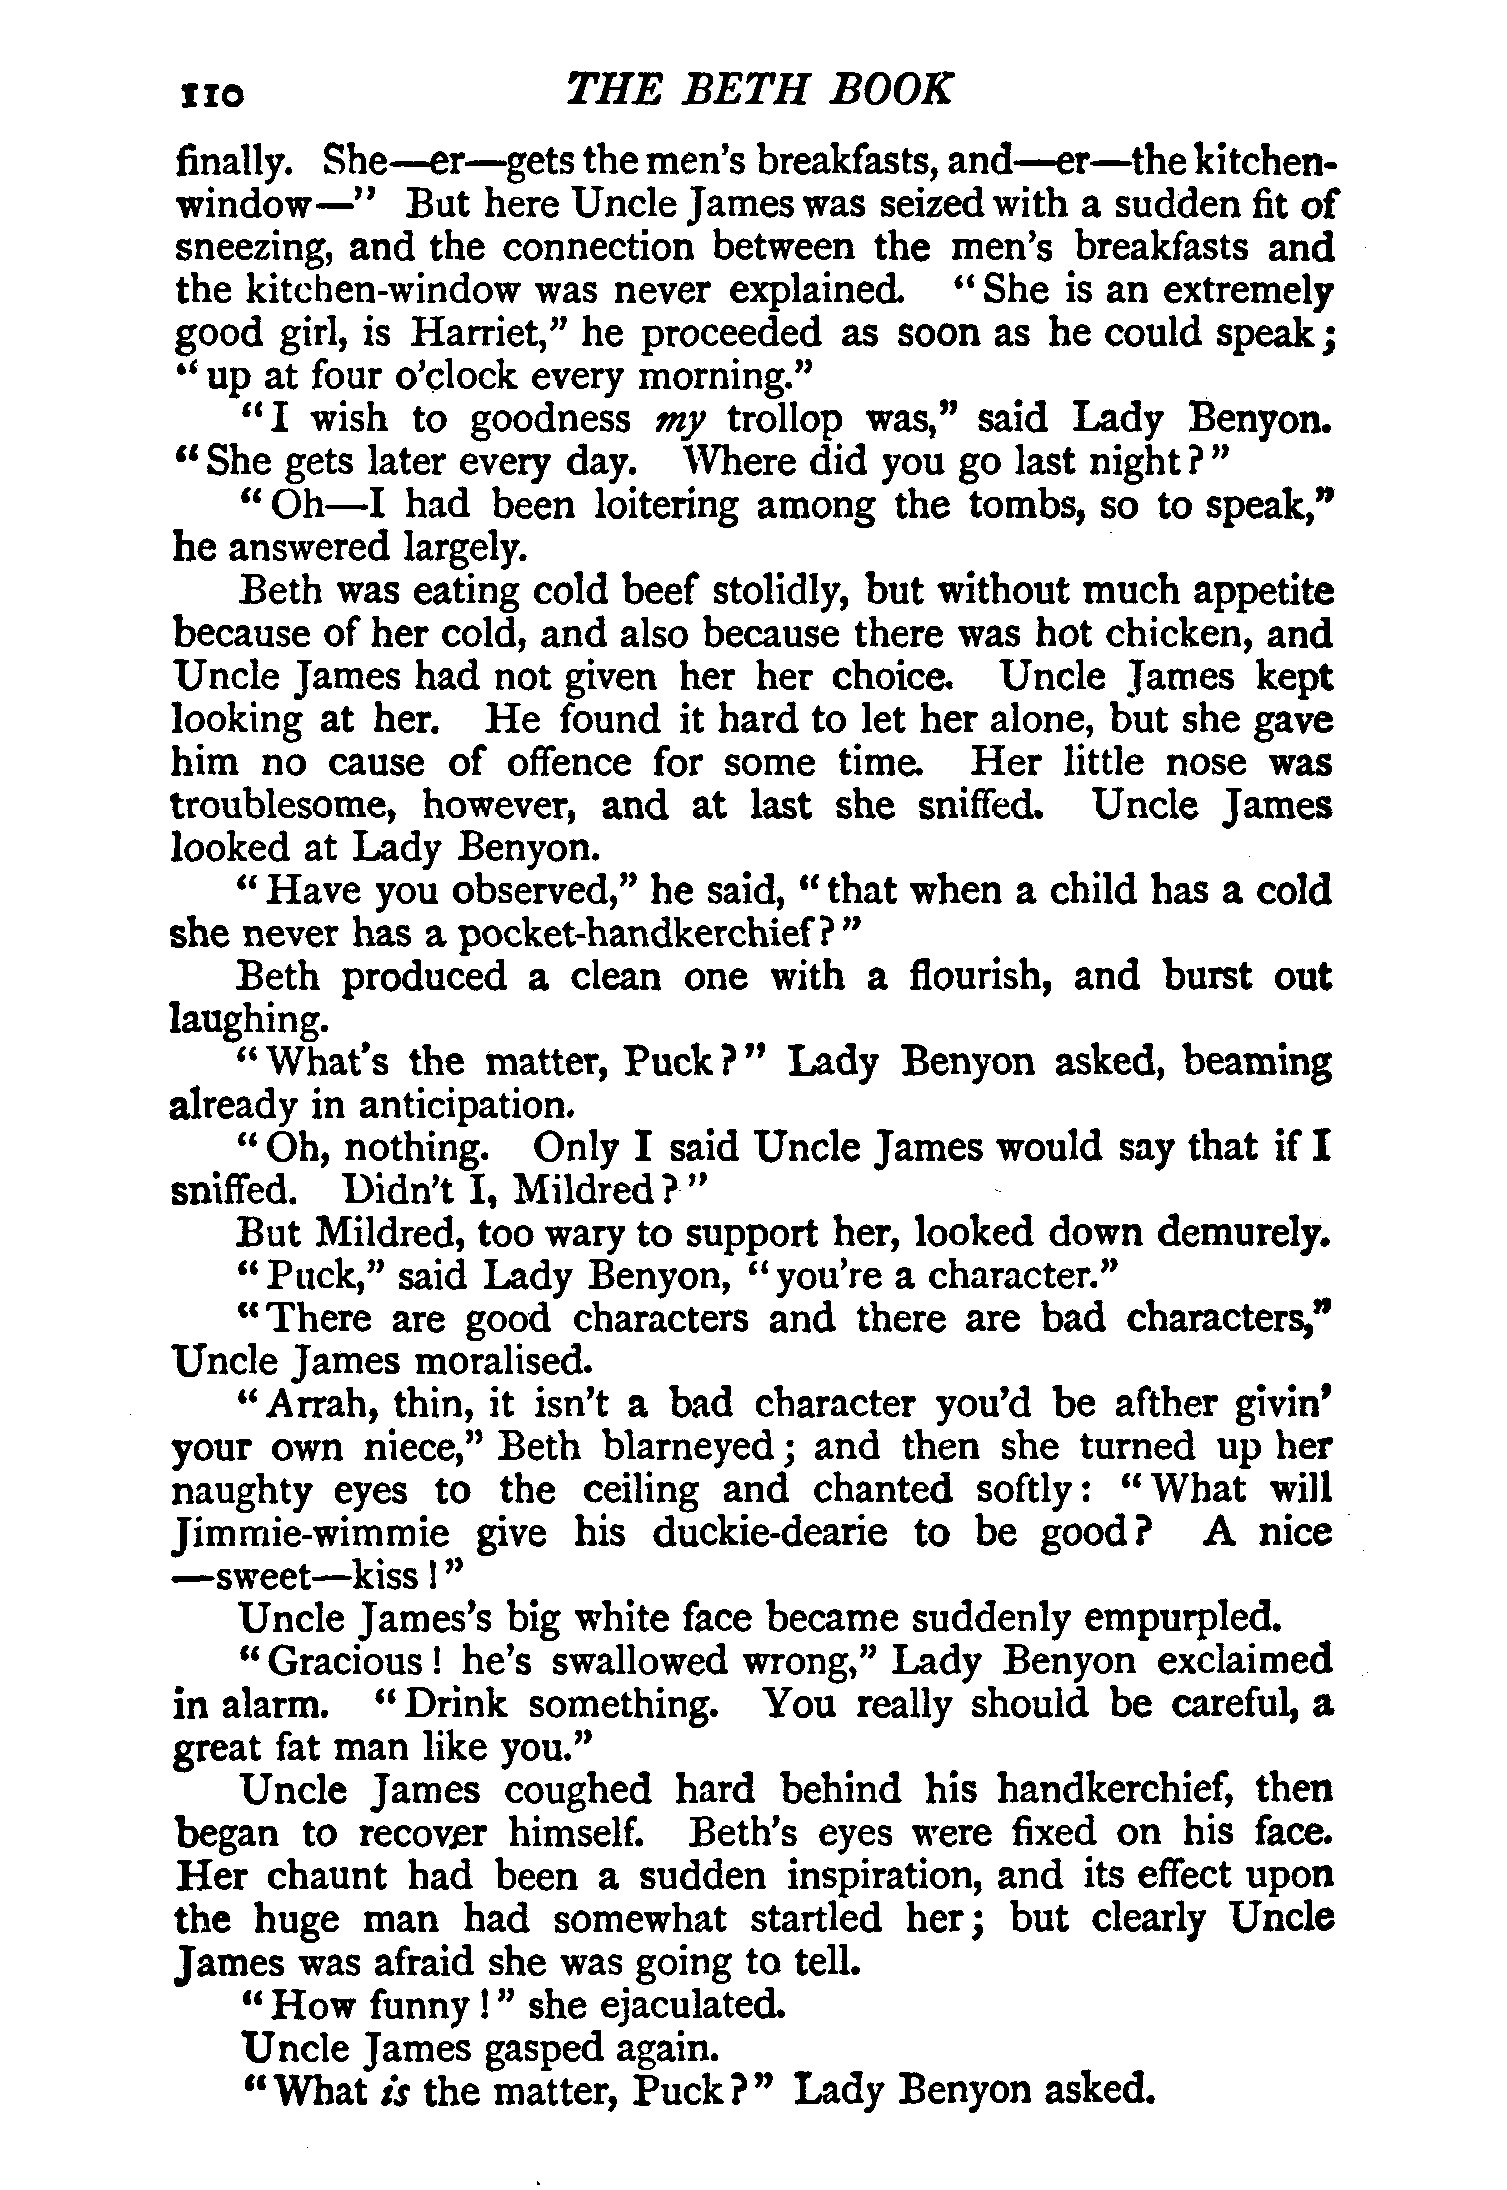 110 THE BETH BOOK
finally. She—er—gets the men's breakfasts, and—er—the kitchen-
window—" But here Uncle James was seized with a sudden fit of
sneezing, and the connection between the men's breakfasts and
the kitchen-window was never explained. "She is an extremely
good girl, is Harriet," he proceeded as soon as he could speak;
"up at four o'clock every morning."
"I wish to goodness my trollop was," said Lady Benyon.
"She gets later every day. Where did you go last night?"
"Oh—I had been loitering among the tombs, so to speak,"
he answered largely.
Beth was eating cold beef stolidly, but without much appetite
because of her cold, and also because there was hot chicken, and
Uncle James had not given her her choice. Uncle James kept
looking at her. He found it hard to let her alone, but she gave
him no cause of offence for some time. Her little nose was
troublesome, however, and at last she sniffed. Uncle James
looked at Lady Benyon.
"Have you observed," he said, "that when a child has a cold
she never has a pocket-handkerchief?"
Beth produced a clean one with a flourish, and burst out
laughing.
"What's the matter, Puck?" Lady Benyon asked, beaming
already in anticipation.
"Oh, nothing. Only I said Uncle James would say that if I
sniffed. Didn't I, Mildred?"
But Mildred, too wary to support her, looked down demurely.
"Puck," said Lady Benyon, "you're a character."
"There are good characters and there are bad characters,"
Uncle James moralised.
"Arrah, thin, it isn't a bad character you'd be afther givin'
your own niece," Beth blarneyed; and then she turned up her
naughty eyes to the ceiling and chanted softly: "What will
Jimmie-wimmie give his duckie-dearie to be good? A nice
—sweet—kiss!"
Uncle James's big white face became suddenly empurpled.
"Gracious! he's swallowed wrong," Lady Benyon exclaimed
in alarm. "Drink something. You really should be careful, a
great fat man like you."
Uncle James coughed hard behind his handkerchief, then
began to recover himself. Beth's eyes were fixed on his face.
Her chaunt had been a sudden inspiration, and its effect upon
the huge man had somewhat startled her; but clearly Uncle
James was afraid she was going to tell.
"How funny!" she ejaculated.
Uncle James gasped again.
"What is the matter, Puck?" Lady Benyon asked.